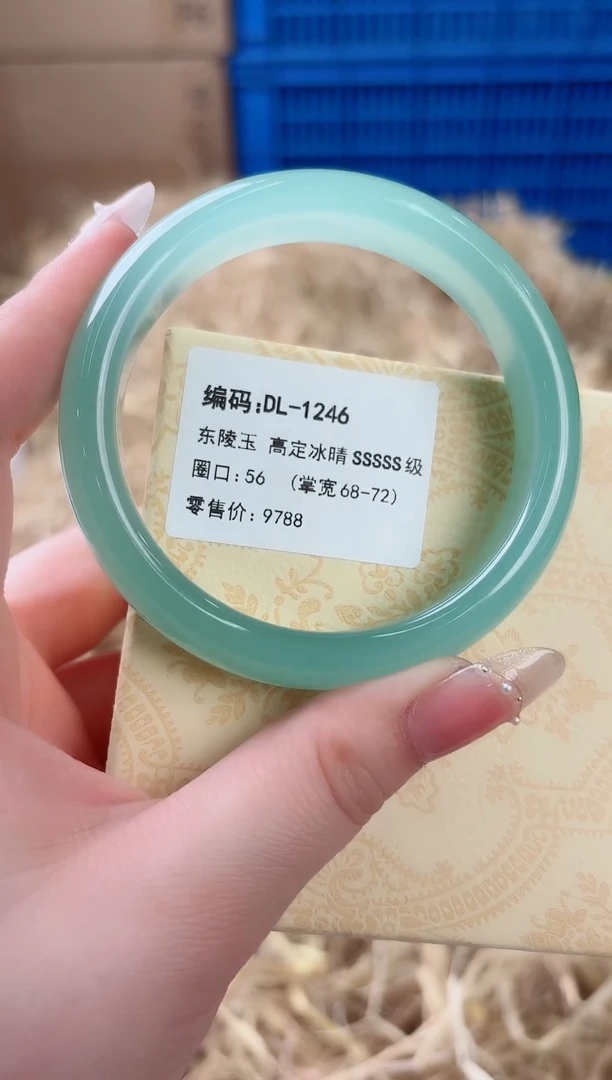 编码:DL-1246
东陵玉 高定冰晴SSSSS级
圈口:56 （掌宽68-72）
零售价: 9788